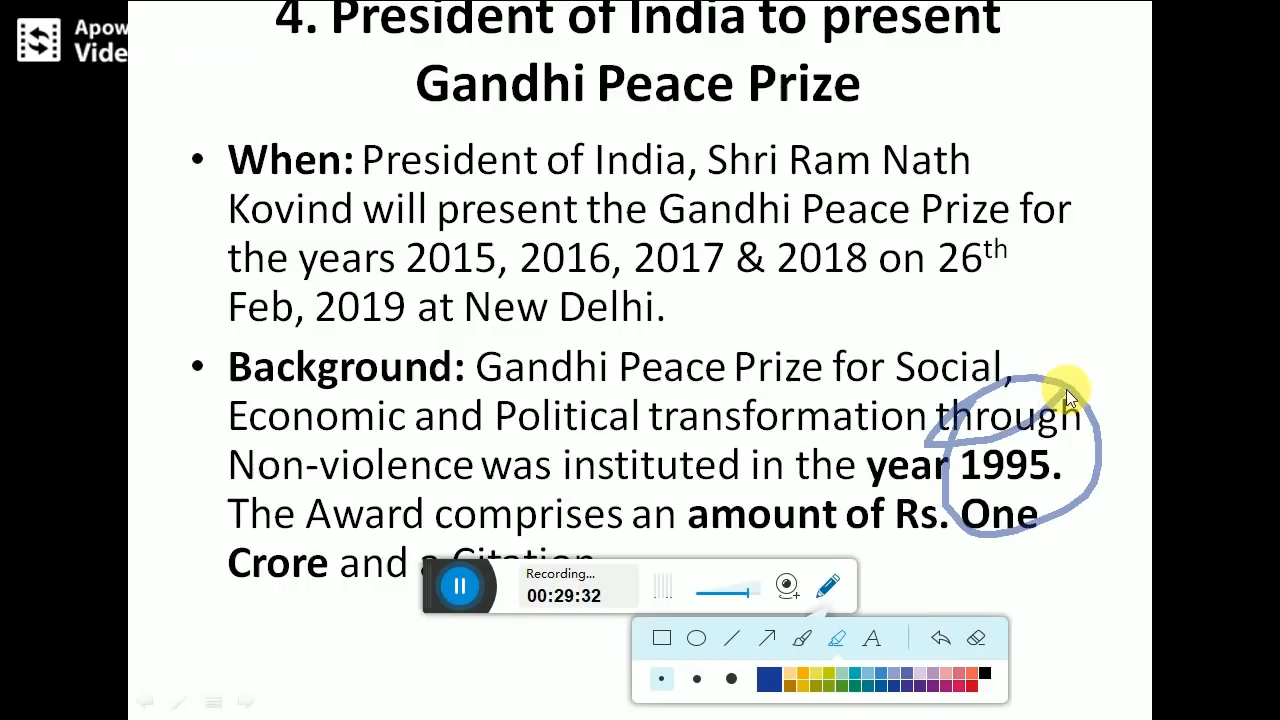 Apow
Vide
4. President of India to present
Gandhi Peace Prize
• When: President of India, Shri Ram Nath
Kovind will present the Gandhi Peace Prize for
the years 2015, 2016, 2017 & 2018 on 26th
Feb, 2019 at New Delhi.
• Background: Gandhi Peace Prize for Social,
Economic and Political transformation through
Non-violence was instituted in the year 1995.
The Award comprises an amount of Rs. One
Crore and a Citation.
Recording...
00:29:32
A